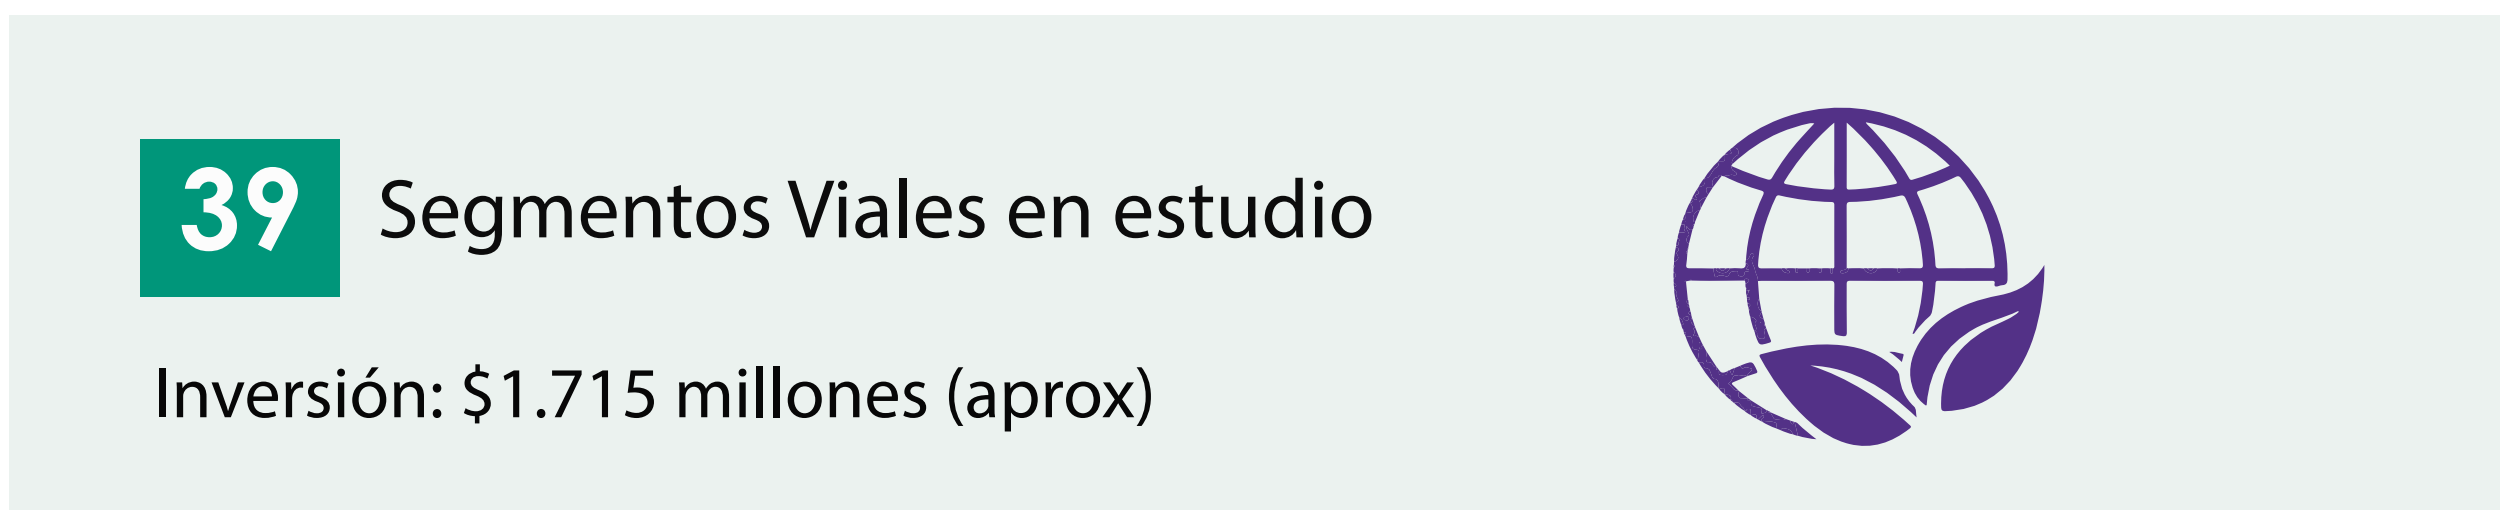 39 Segmentos Viales en estudio
Inversión: $ 1.715 millones (aprox)